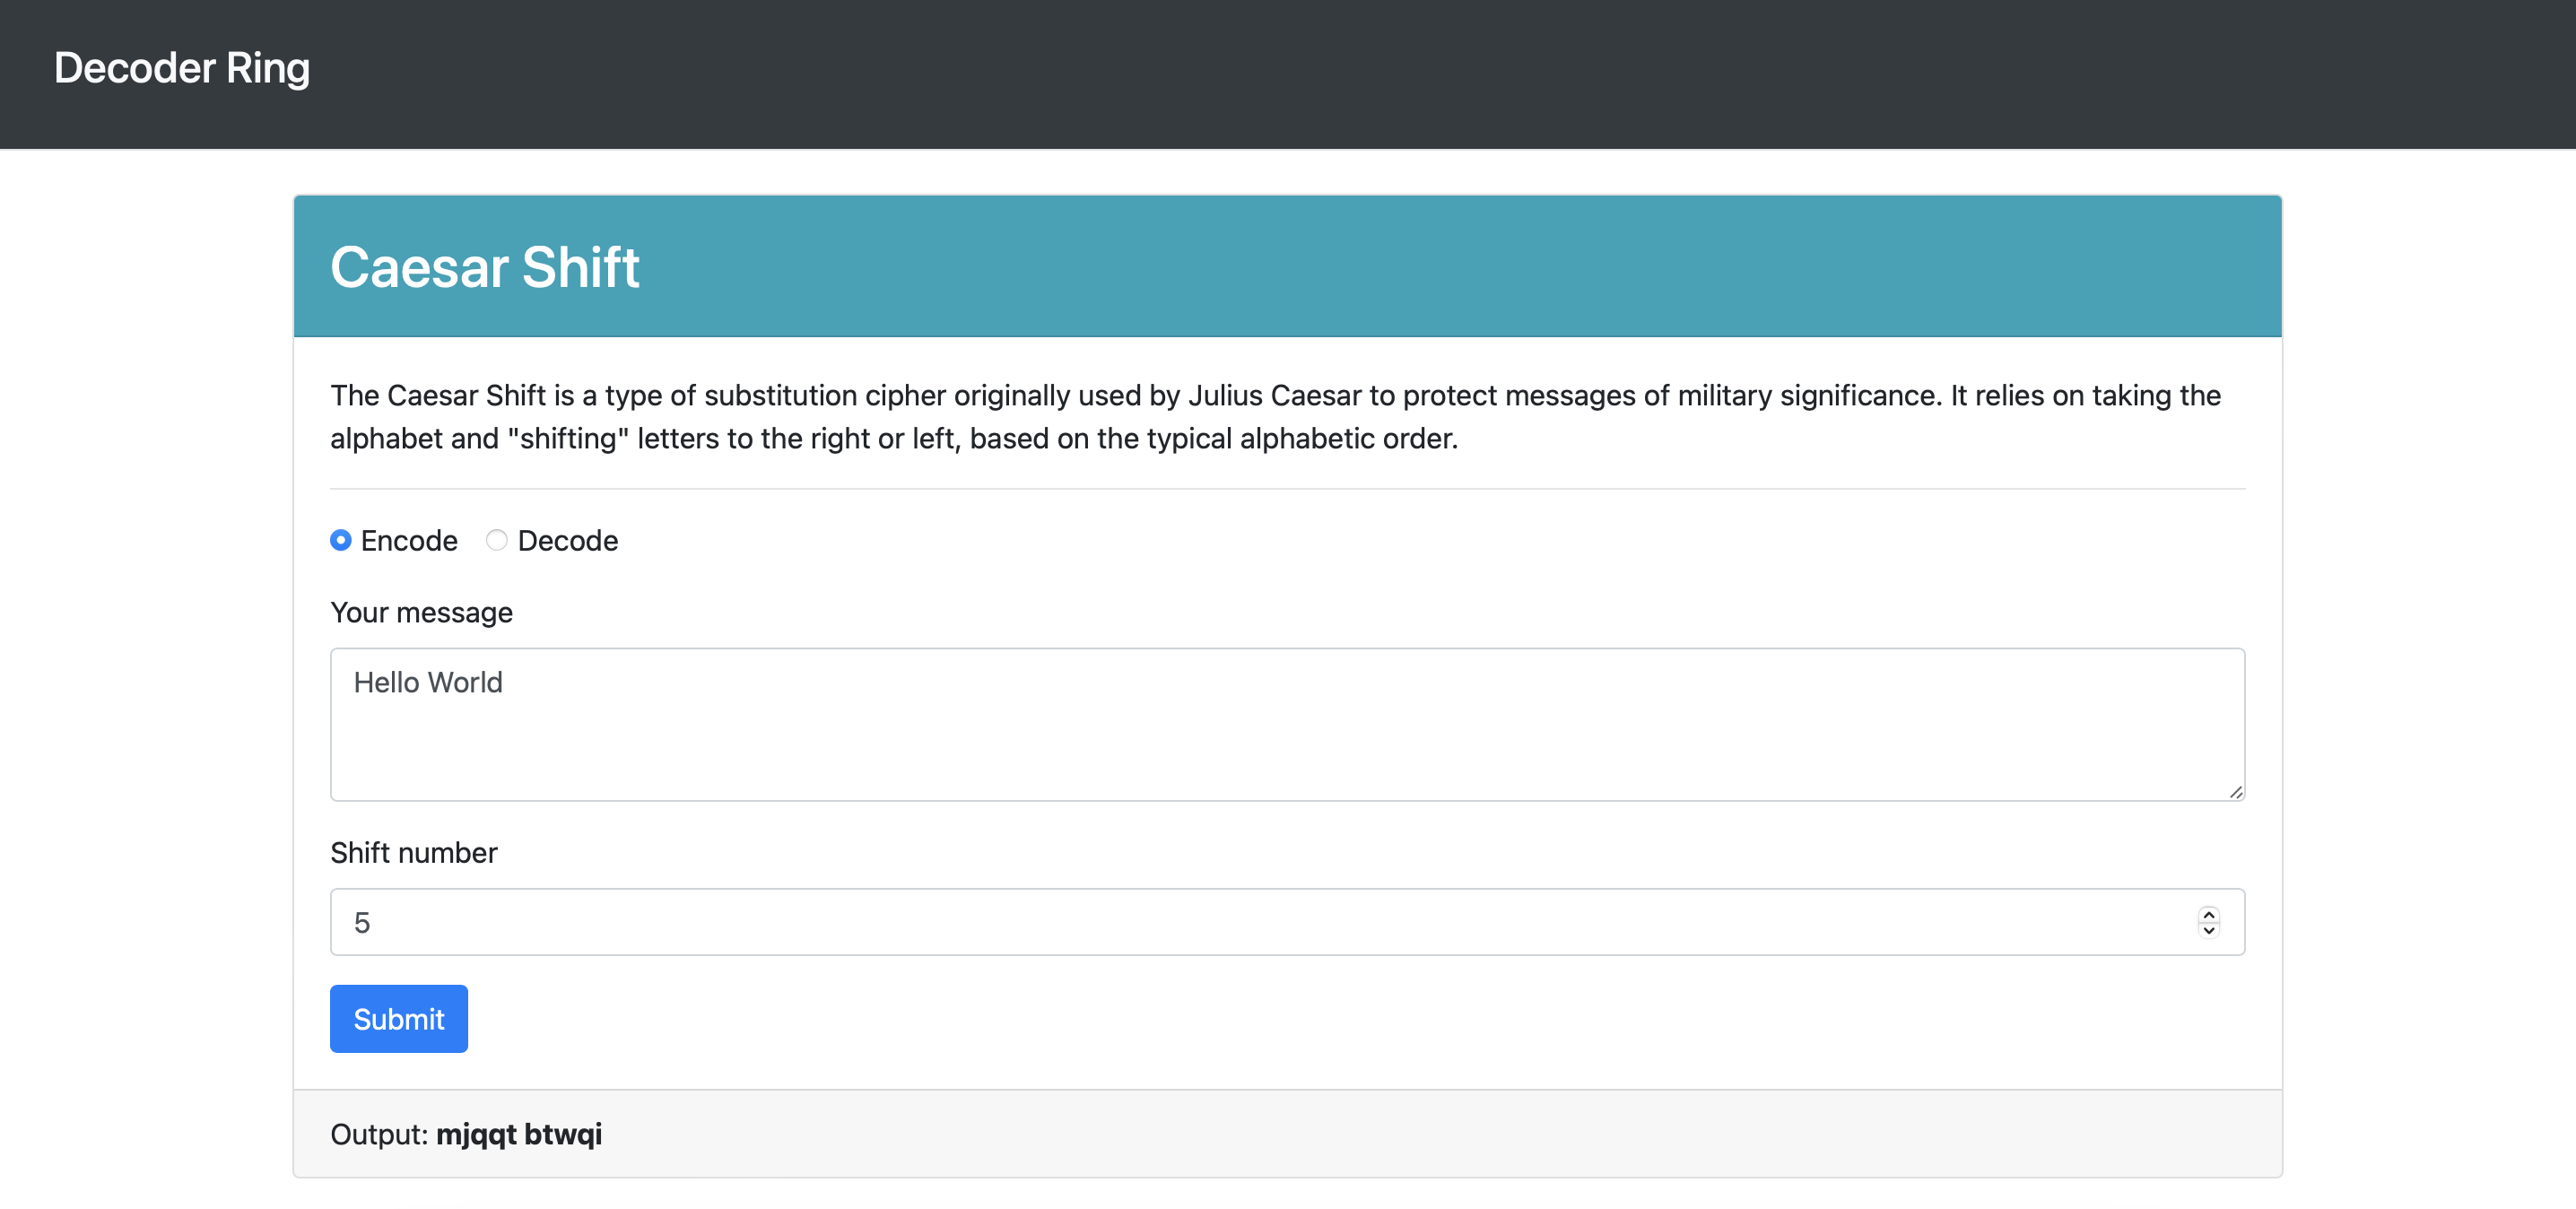 Decoder Ring
Caesar Shift
The Caesar Shift is a type of substitution cipher originally used by Julius Caesar to protect messages of military significance. It relies on taking the
alphabet and "shifting" letters to the right or left, based on the typical alphabetic order.
Encode Decode
Your message
Hello World
Shift number
5
Submit
Output: mjqqt btwqi